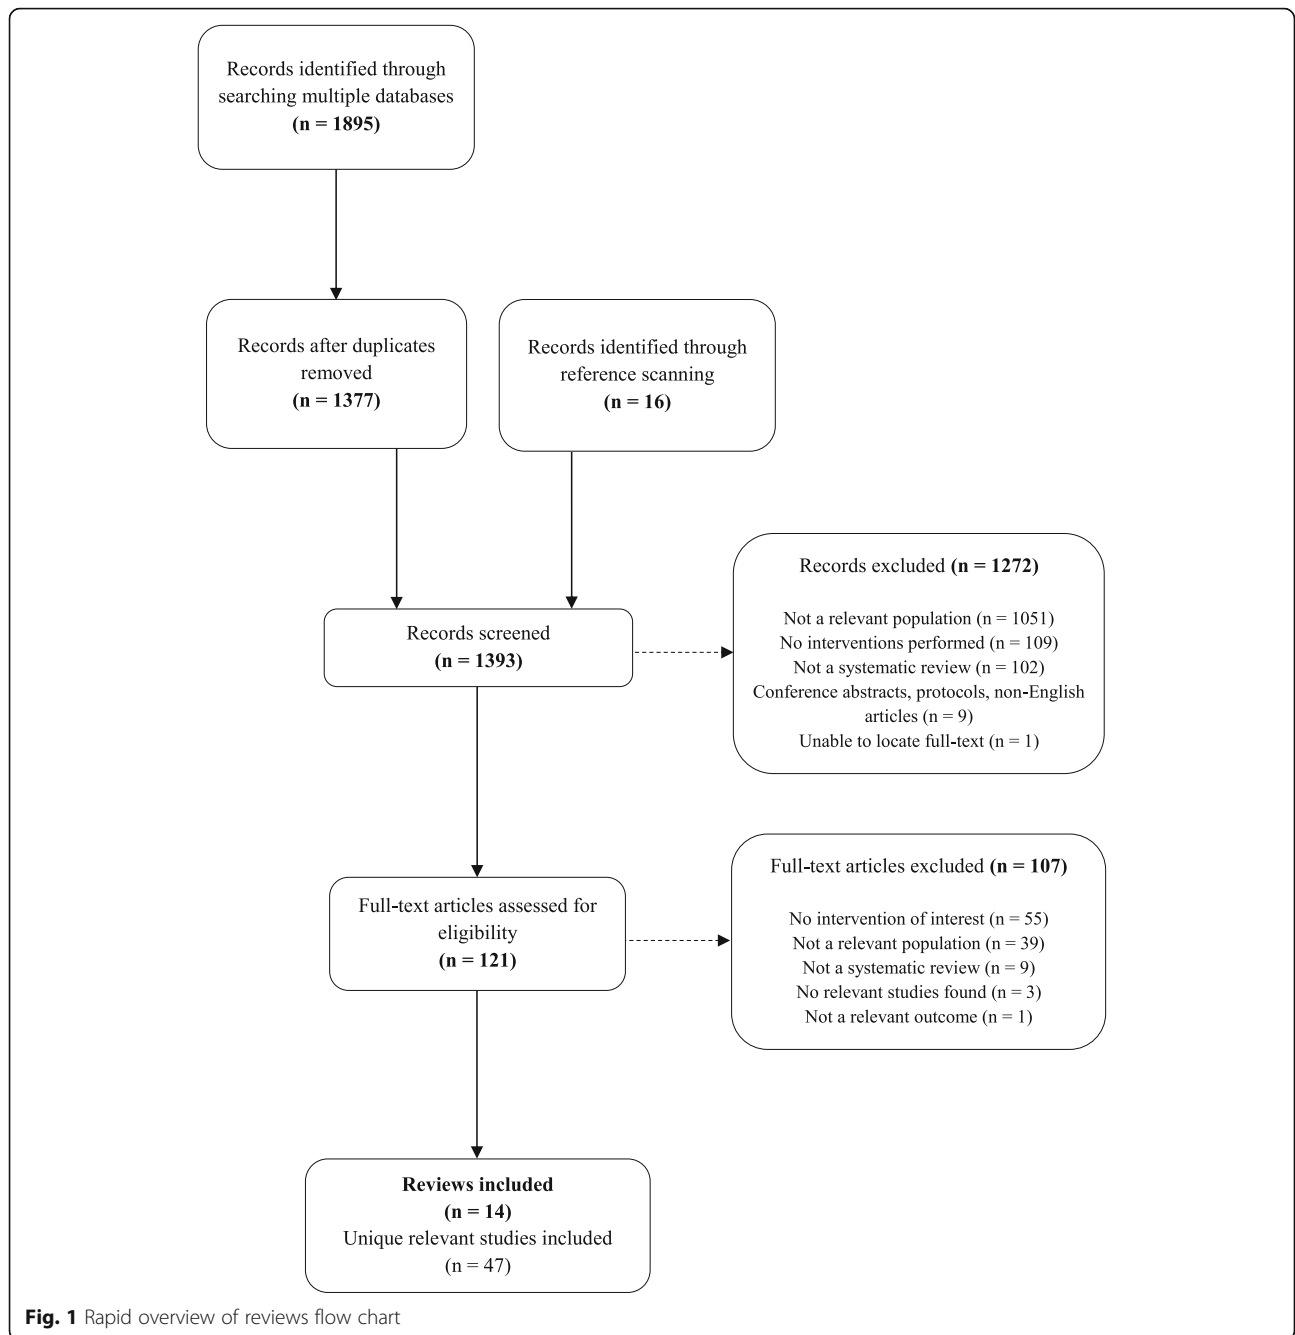 Records identified through
searching multiple databases
(n = 1895)
Records after duplicates
removed
(n = 1377)
Records identified through
reference scanning
(n = 16)
Records screened
(n = 1393)
Records excluded (n = 1272)
Not a relevant population (n = 1051)
No interventions performed (n = 109)
Not a systematic review (n = 102)
Conference abstracts, protocols, non-English
articles (n = 9)
Unable to locate full-text (n = 1)
Full-text articles assessed for
eligibility
(n = 121)
Full-text articles excluded (n = 107)
No intervention of interest (n = 55)
Not a relevant population (n = 39)
Not a systematic review (n = 9)
No relevant studies found (n = 3)
Not a relevant outcome (n = 1)
Reviews included
(n = 14)
Unique relevant studies included
(n = 47)
Fig. 1 Rapid overview of reviews flow chart